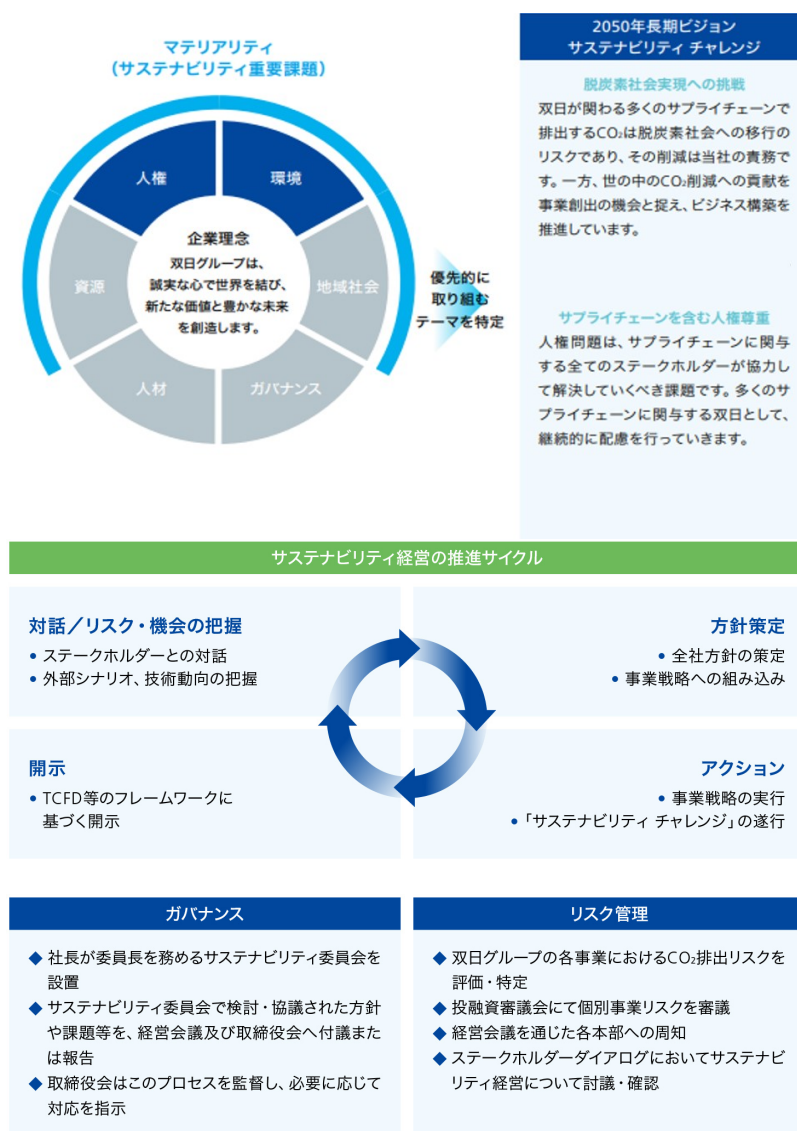 マテリアリティ
(サステナビリティ重要課題)
人権
環境
資源
地域社会
人材
ガバナンス
企業理念
双日グループは、
誠実な心で世界を結び、
新たな価値と豊かな未来
を創造します。
優先的に
取り組む
テーマを特定
2050年長期ビジョン
サステナビリティ チャレンジ
脱炭素社会実現への挑戦
双日が関わる多くのサプライチェーンで
排出するCO₂は脱炭素社会への移行の
リスクであり、その削減は当社の責務で
す。一方、世の中のCO₂削減への貢献を
事業創出の機会と捉え、ビジネス構築を
推進しています。
サプライチェーンを含む人権尊重
人権問題は、サプライチェーンに関与
する全てのステークホルダーが協力し
て解決していくべき課題です。多くのサ
プライチェーンに関与する双日として、
継続的に配慮を行っていきます。
サステナビリティ経営の推進サイクル
対話／リスク・機会の把握
• ステークホルダーとの対話
• 外部シナリオ、技術動向の把握
方針策定
• 全社方針の策定
• 事業戦略への組み込み
開示
• TCFD等のフレームワークに
基づく開示
アクション
• 事業戦略の実行
• 「サステナビリティ チャレンジ」の遂行
ガバナンス
◆ 社長が委員長を務めるサステナビリティ委員会を
設置
◆ サステナビリティ委員会で検討・協議された方針
や課題等を、経営会議及び取締役会へ付議また
は報告
◆ 取締役会はこのプロセスを監督し、必要に応じて
対応を指示
リスク管理
◆ 双日グループの各事業におけるCO₂排出リスクを
評価・特定
◆ 投融資審議会にて個別事業リスクを審議
◆ 経営会議を通じた各本部への周知
◆ ステークホルダーダイアログにおいてサステナビ
リティ経営について討議・確認